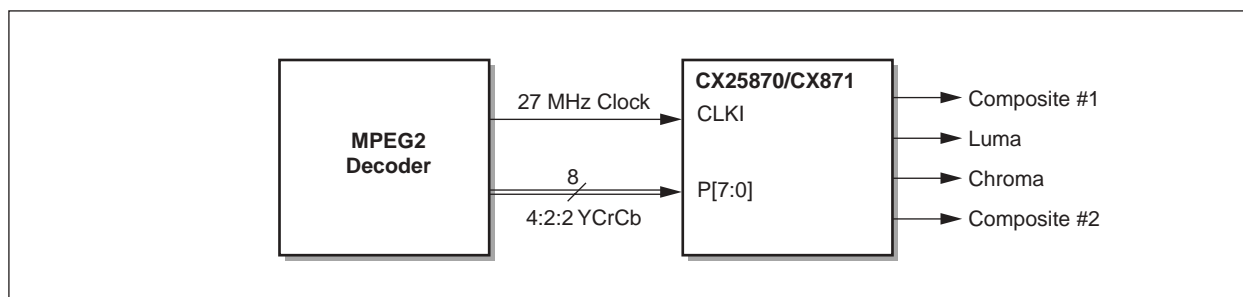 MPEG2
Decoder
27 MHz Clock
8
4:2:2 YCrCb
CX25870/CX871
CLKI
P[7:0]
Composite #1
Luma
Chroma
Composite #2